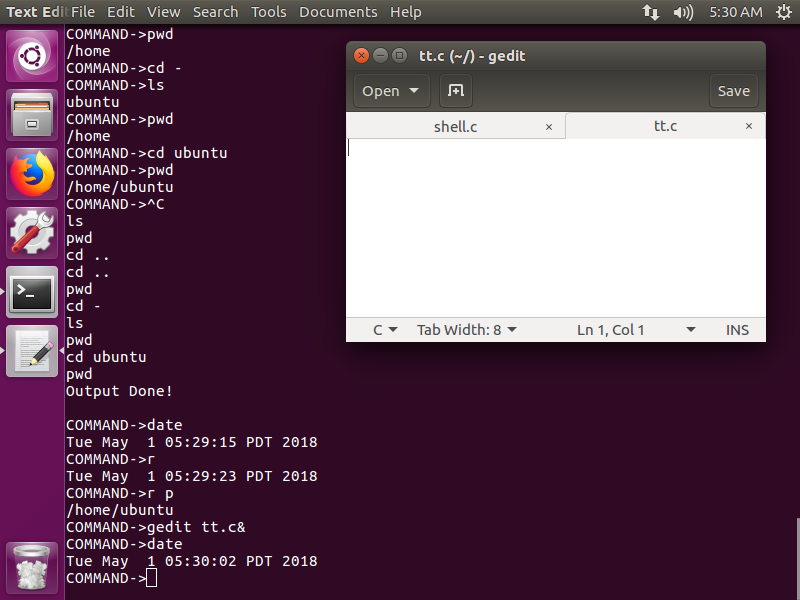 Text Edit File Edit View Search Tools Documents Help 5:30 AM
COMMAND->pwd
/home
COMMAND->cd -
COMMAND->ls
ubuntu
COMMAND->pwd
/home
COMMAND->cd ubuntu
COMMAND->pwd
/home/ubuntu
COMMAND->^C
ls
pwd
cd ..
cd ..
pwd
cd -
ls
pwd
cd ubuntu
pwd
Output Done!
COMMAND->date
Tue May  1 05:29:15 PDT 2018
COMMAND->r
Tue May  1 05:29:23 PDT 2018
COMMAND->r p
/home/ubuntu
COMMAND->gedit tt.c&
COMMAND->date
Tue May  1 05:30:02 PDT 2018
COMMAND->
tt.c (~/) - gedit
Open Save
shell.c × tt.c ×
C Tab Width: 8 Ln 1, Col 1 INS